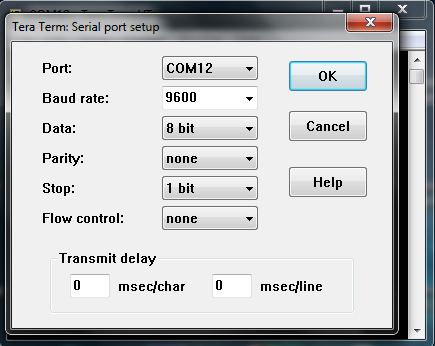 Tera Term: Serial port setup
Port: COM12
OK
Baud rate: 9600
Data: 8 bit
Cancel
Parity: none
Stop: 1 bit
Help
Flow control: none
Transmit delay
0 msec/char 0 msec/line